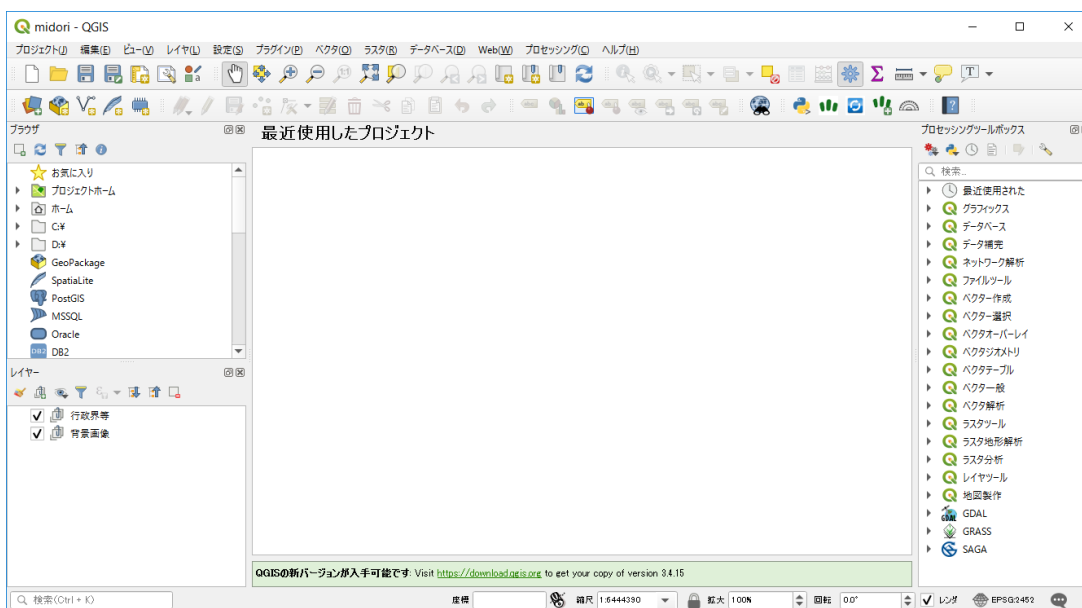 midori - QGIS
プロジェクト(J) 編集(E) ビュー(V) レイヤ(L) 設定(S) プラグイン(P) ベクタ(O) ラスタ(R) データベース(D) Web(W) プロセッシング(C) ヘルプ(H)
ブラウザ
お気に入り
プロジェクトホーム
ホーム
C:¥
D:¥
GeoPackage
SpatiaLite
PostGIS
MSSQL
Oracle
DB2
DB2
レイヤー
行政界等
背景画像
最近使用したプロジェクト
QGISの新バージョンが入手可能です: Visit https://download.qgis.org to get your copy of version 3.4.15
プロセッシングツールボックス
検索...
最近使用された
グラフィックス
データベース
データ補完
ネットワーク解析
ファイルツール
ベクター作成
ベクター選択
ベクタオーバーレイ
ベクタジオメトリ
ベクタテーブル
ベクター般
ベクタ解析
ラスタツール
ラスタ地形解析
ラスタ分析
レイヤツール
地図製作
GDAL
GDAL
GRASS
SAGA
検索(Ctrl + K) 座標 縮尺 1:6444390 拡大 100% 回転 0.0° レンダ EPSG:2452